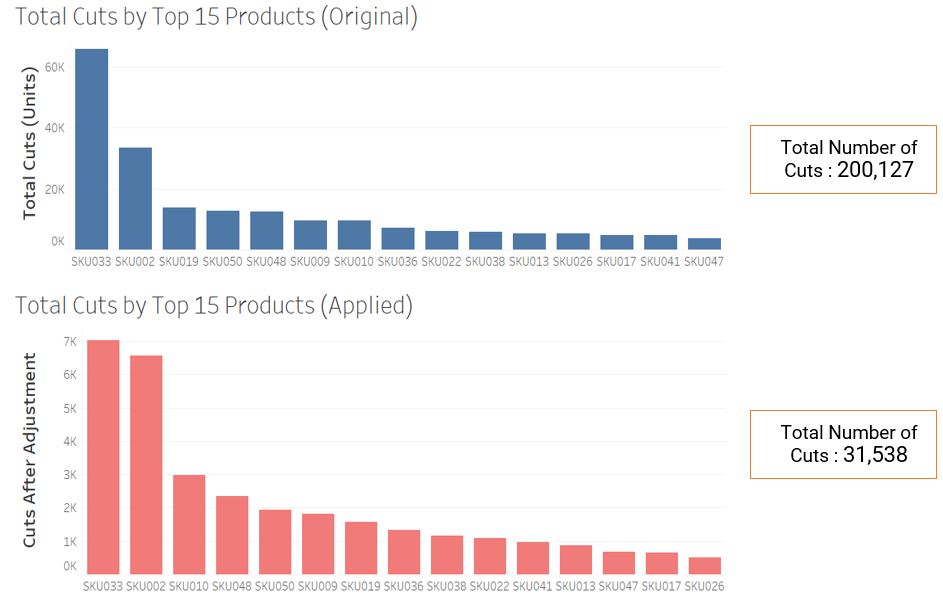 Total Cuts by Top 15 Products (Original)
Total Cuts (Units)
60K
40K
20K
0K
SKU033 SKU002 SKU019 SKU050 SKU048 SKU009 SKU010 SKU036 SKU022 SKU038 SKU013 SKU026 SKU017 SKU041 SKU047
Total Number of
Cuts : 200,127
Total Cuts by Top 15 Products (Applied)
Cuts After Adjustment
7K
6K
5K
4K
3K
2K
1K
0K
SKU033 SKU002 SKU010 SKU048 SKU050 SKU009 SKU019 SKU036 SKU038 SKU022 SKU041 SKU013 SKU047 SKU017 SKU026
Total Number of
Cuts : 31,538